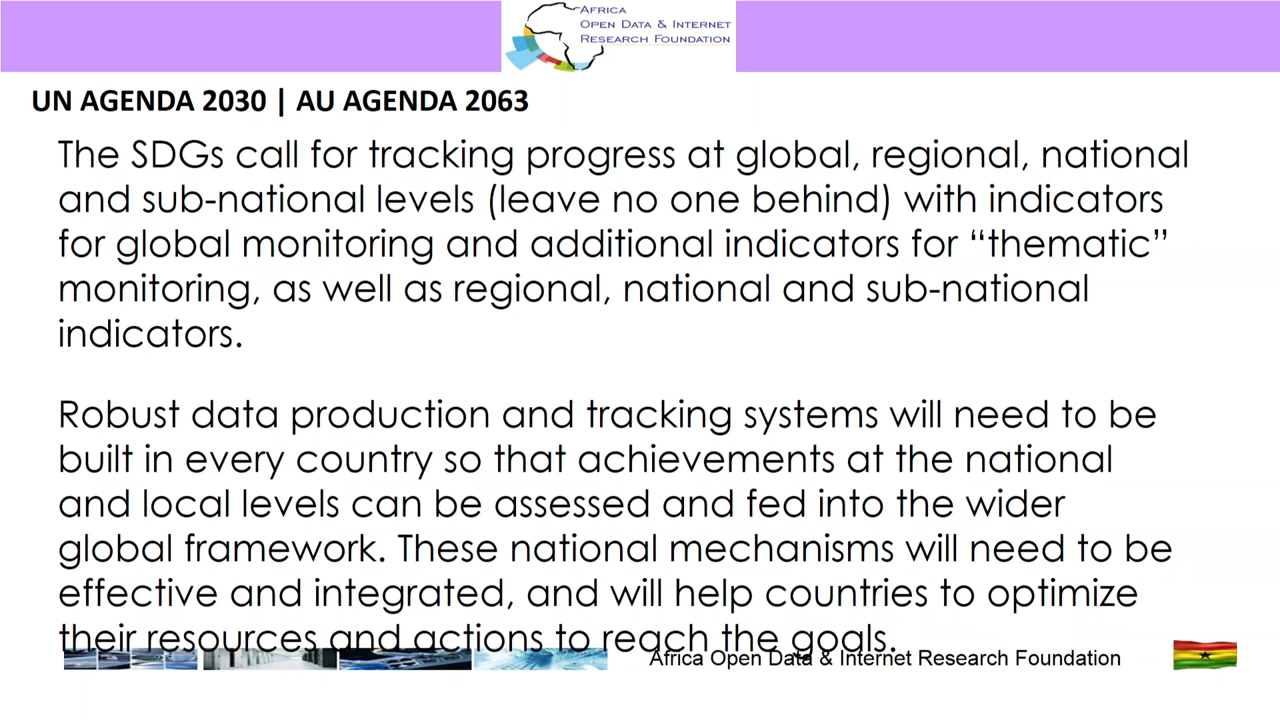 AFRICA
OPEN DATA & INTERNET
RESEARCH FOUNDATION
UN AGENDA 2030 | AU AGENDA 2063
The SDGs call for tracking progress at global, regional, national
and sub-national levels (leave no one behind) with indicators
for global monitoring and additional indicators for “thematic”
monitoring, as well as regional, national and sub-national
indicators.
Robust data production and tracking systems will need to be
built in every country so that achievements at the national
and local levels can be assessed and fed into the wider
global framework. These national mechanisms will need to be
effective and integrated, and will help countries to optimize
their resources and actions to reach the goals.
Africa Open Data & Internet Research Foundation